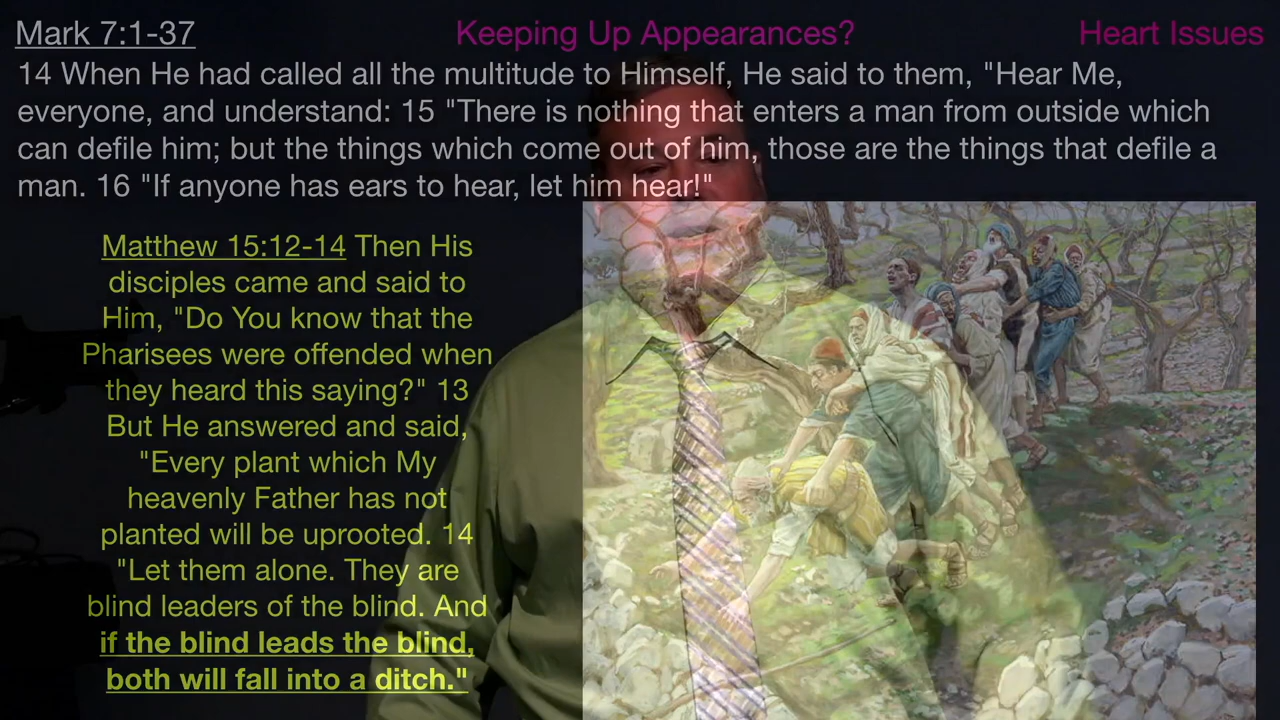 Mark 7:1-37 Keeping Up Appearances? Heart Issues
14 When He had called all the multitude to Himself, He said to them, "Hear Me,
everyone, and understand: 15 "There is nothing that enters a man from outside which
can defile him; but the things which come out of him, those are the things that defile a
man. 16 "If anyone has ears to hear, let him hear!"
Matthew 15:12-14 Then His
disciples came and said to
Him, "Do You know that the
Pharisees were offended when
they heard this saying?" 13
But He answered and said,
"Every plant which My
heavenly Father has not
planted will be uprooted. 14
"Let them alone. They are
blind leaders of the blind. And
if the blind leads the blind,
both will fall into a ditch."